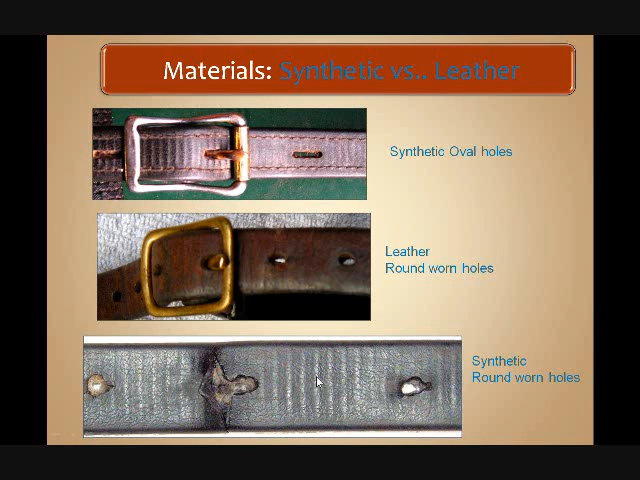 Materials: Synthetic vs.. Leather
Synthetic Oval holes
Leather
Round worn holes
Synthetic
Round worn holes